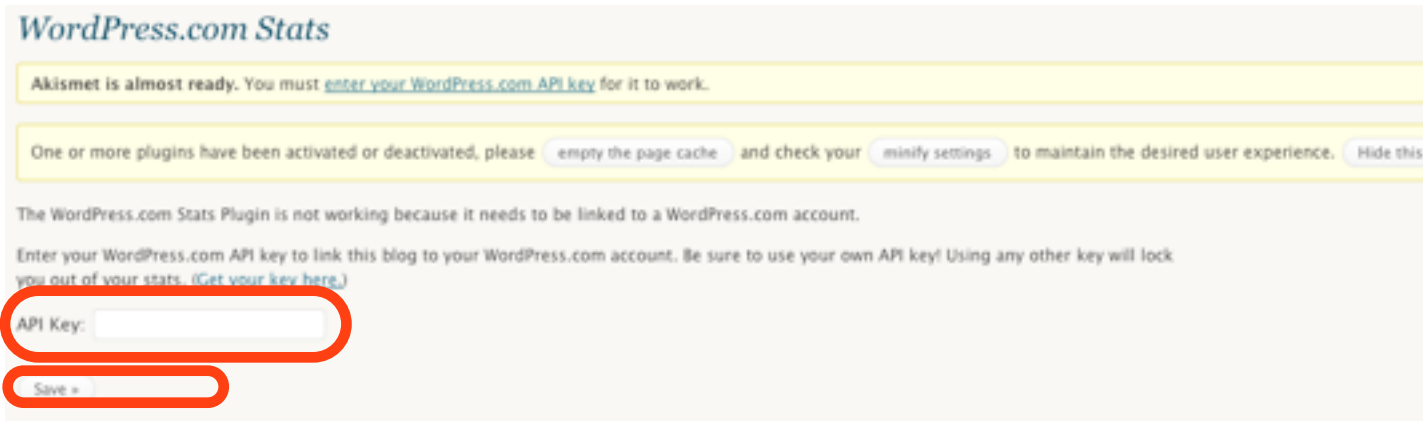 WordPress.com Stats
Akismet is almost ready. You must enter your WordPress.com API key for it to work.
One or more plugins have been activated or deactivated, please empty the page cache and check your minify settings to maintain the desired user experience. Hide this
The WordPress.com Stats Plugin is not working because it needs to be linked to a WordPress.com account.
Enter your WordPress.com API key to link this blog to your WordPress.com account. Be sure to use your own API key! Using any other key will lock
you out of your stats. (Get your key here.)
API Key:
Save »